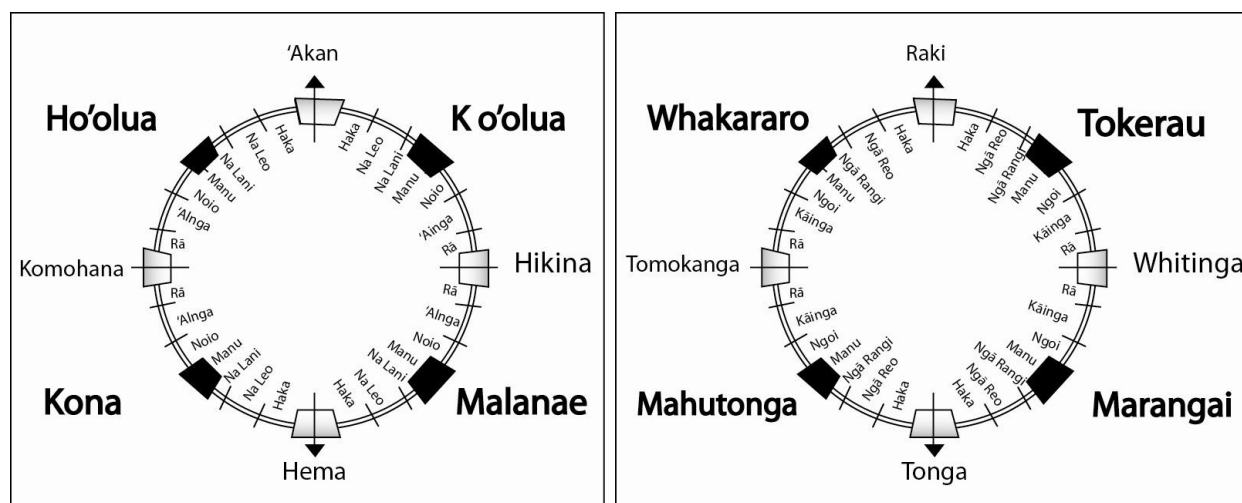 ‘Akan
Ho’olua
K o’olua
Haka
Na Leo
Na Lani
Manu
Noio
‘Alnga
Rā
Haka
Na Leo
Na Lani
Manu
Noio
‘Ainga
Rā
Komohana
Hikina
Rā
‘Alnga
Noio
Manu
Na Lani
Na Leo
Haka
Rā
‘Alnga
Noio
Manu
Na Lani
Na Leo
Haka
Kona
Malanae
Hema
Raki
Whakararo
Tokerau
Haka
Ngā Reo
Ngā Rangi
Manu
Ngoi
Kāinga
Rā
Haka
Ngā Reo
Ngā Rangi
Manu
Ngoi
Kāinga
Rā
Tomokanga
Whitinga
Rā
Kāinga
Ngoi
Manu
Ngā Rangi
Ngā Reo
Haka
Rā
Kāinga
Ngoi
Manu
Ngā Rangi
Ngā Reo
Haka
Mahutonga
Marangai
Tonga